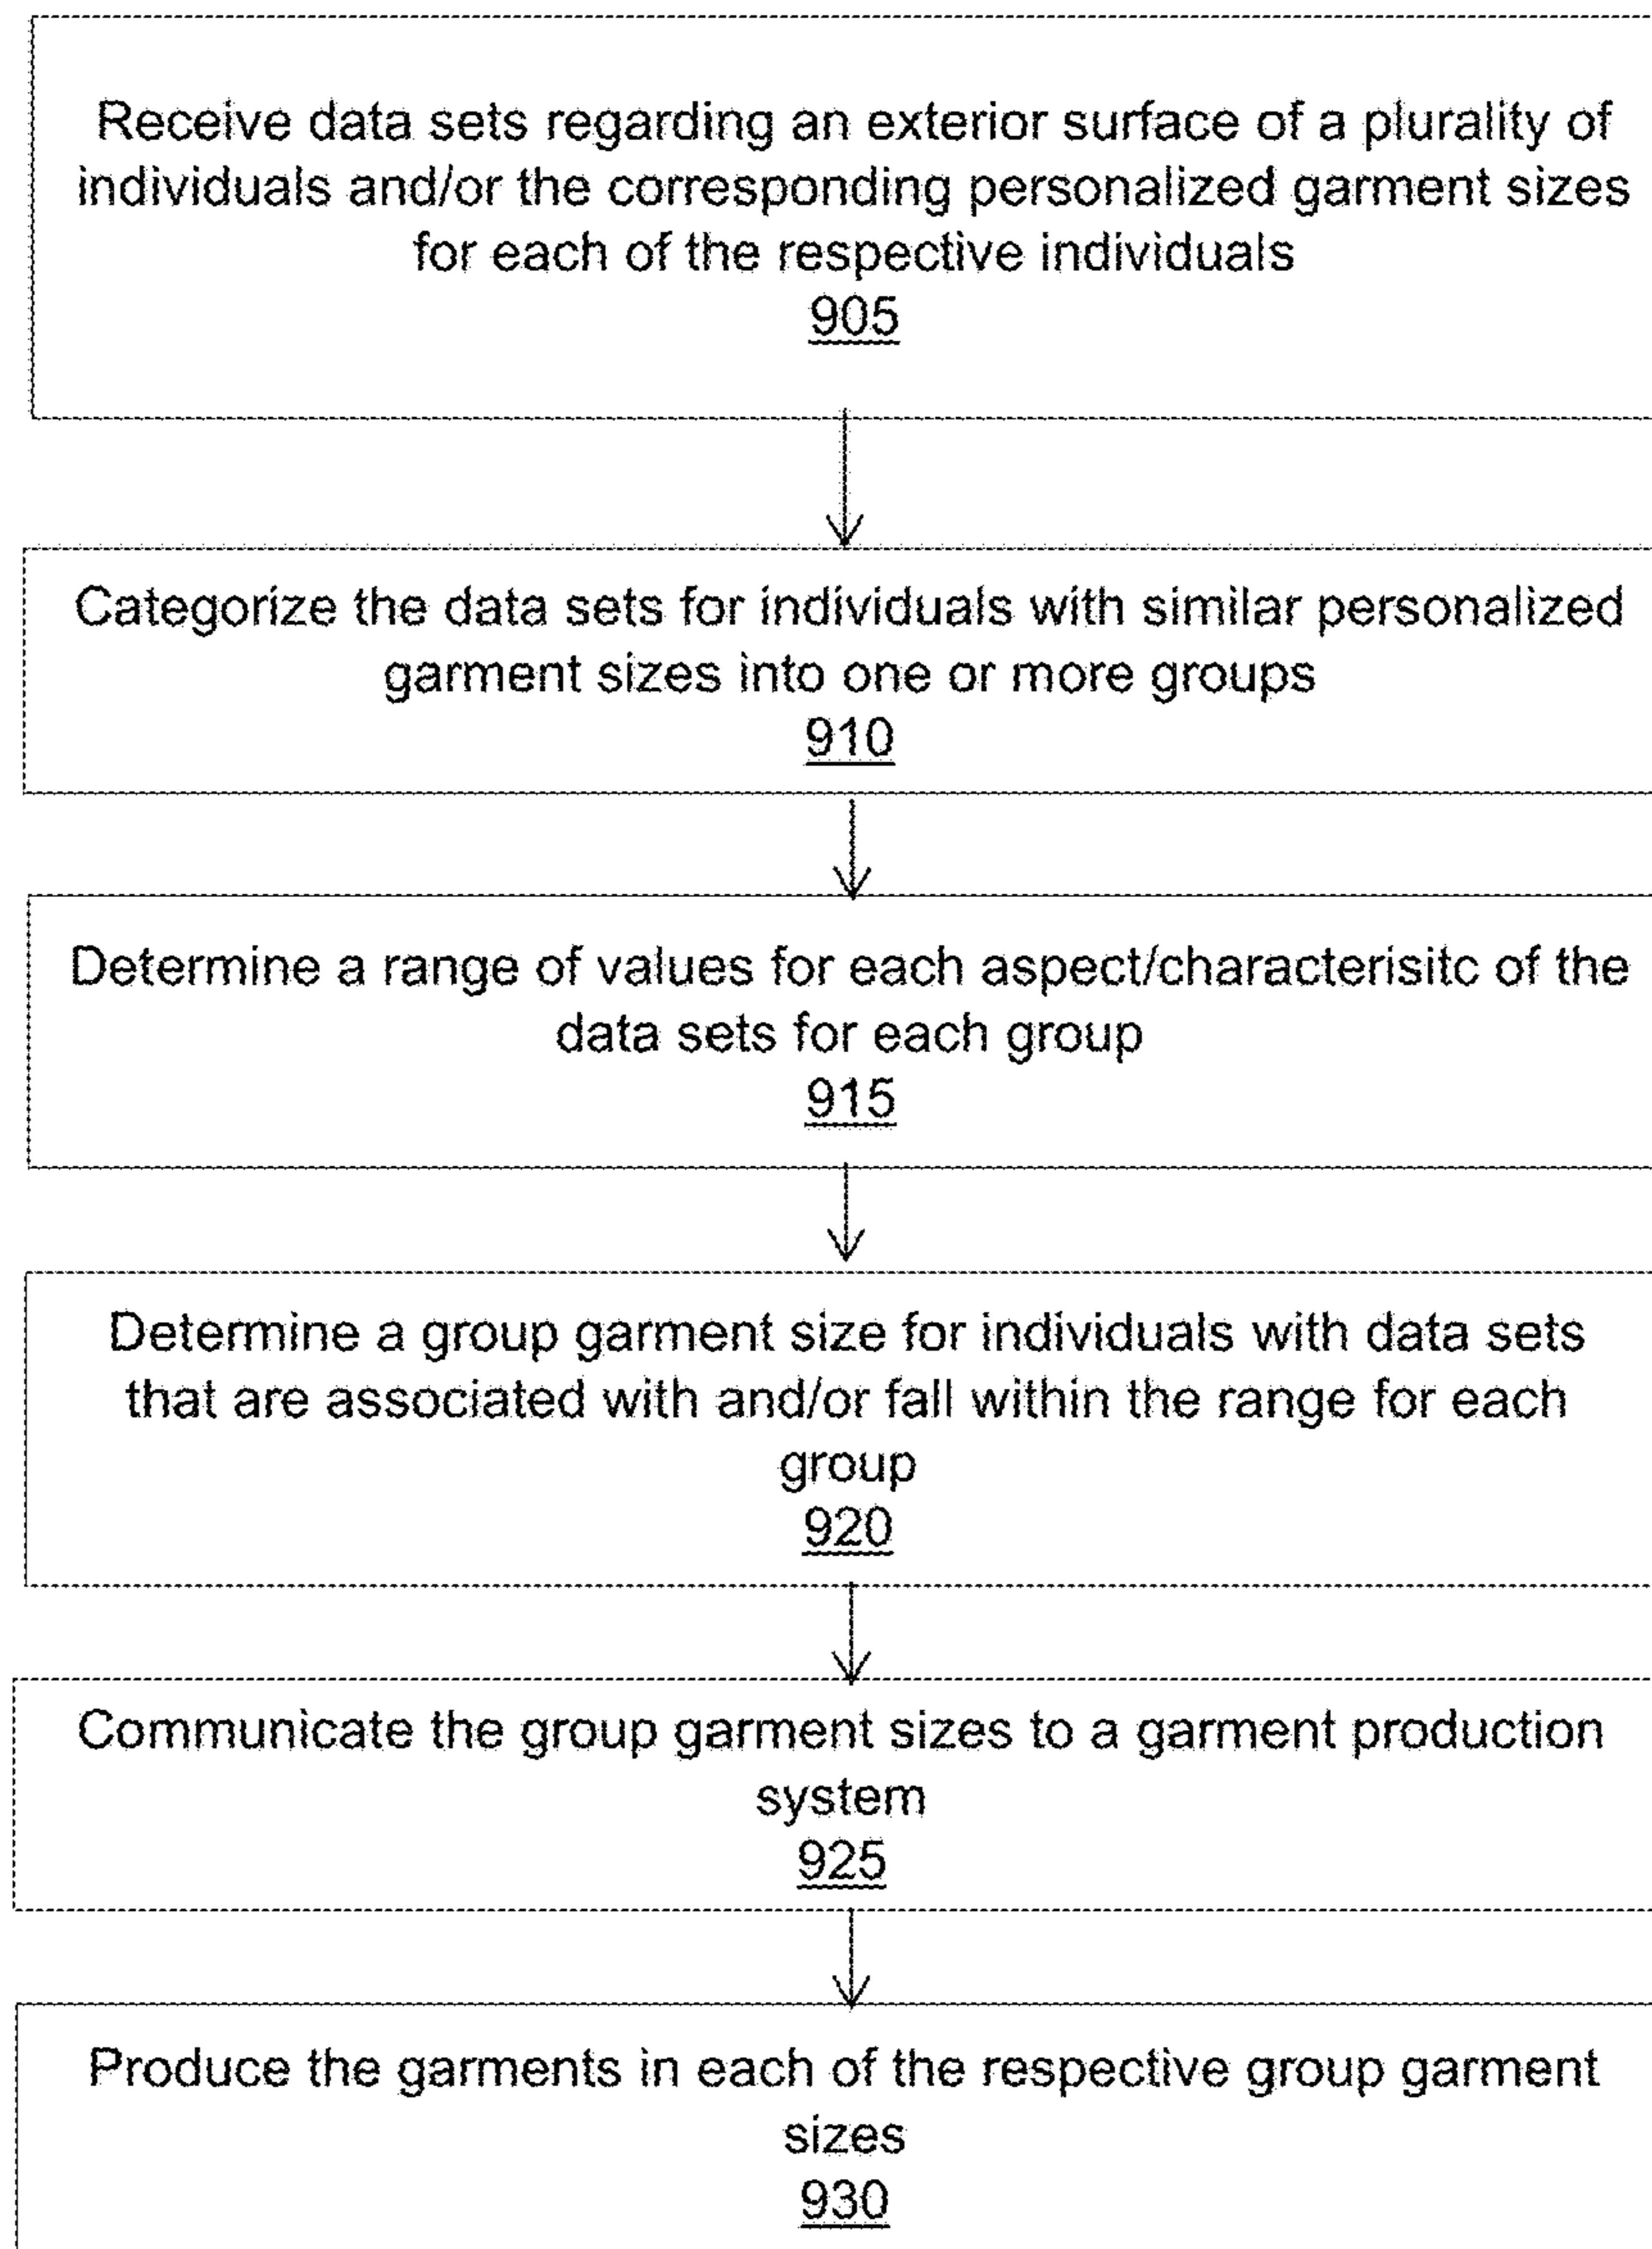 Receive data sets regarding an exterior surface of a plurality of
individuals and/or the corresponding personalized garment sizes
for each of the respective individuals
905
Categorize the data sets for individuals with similar personalized
garment sizes into one or more groups
910
Determine a range of values for each aspect/characterisitc of the
data sets for each group
915
Determine a group garment size for individuals with data sets
that are associated with and/or fall within the range for each
group
920
Communicate the group garment sizes to a garment production
system
925
Produce the garments in each of the respective group garment
sizes
930